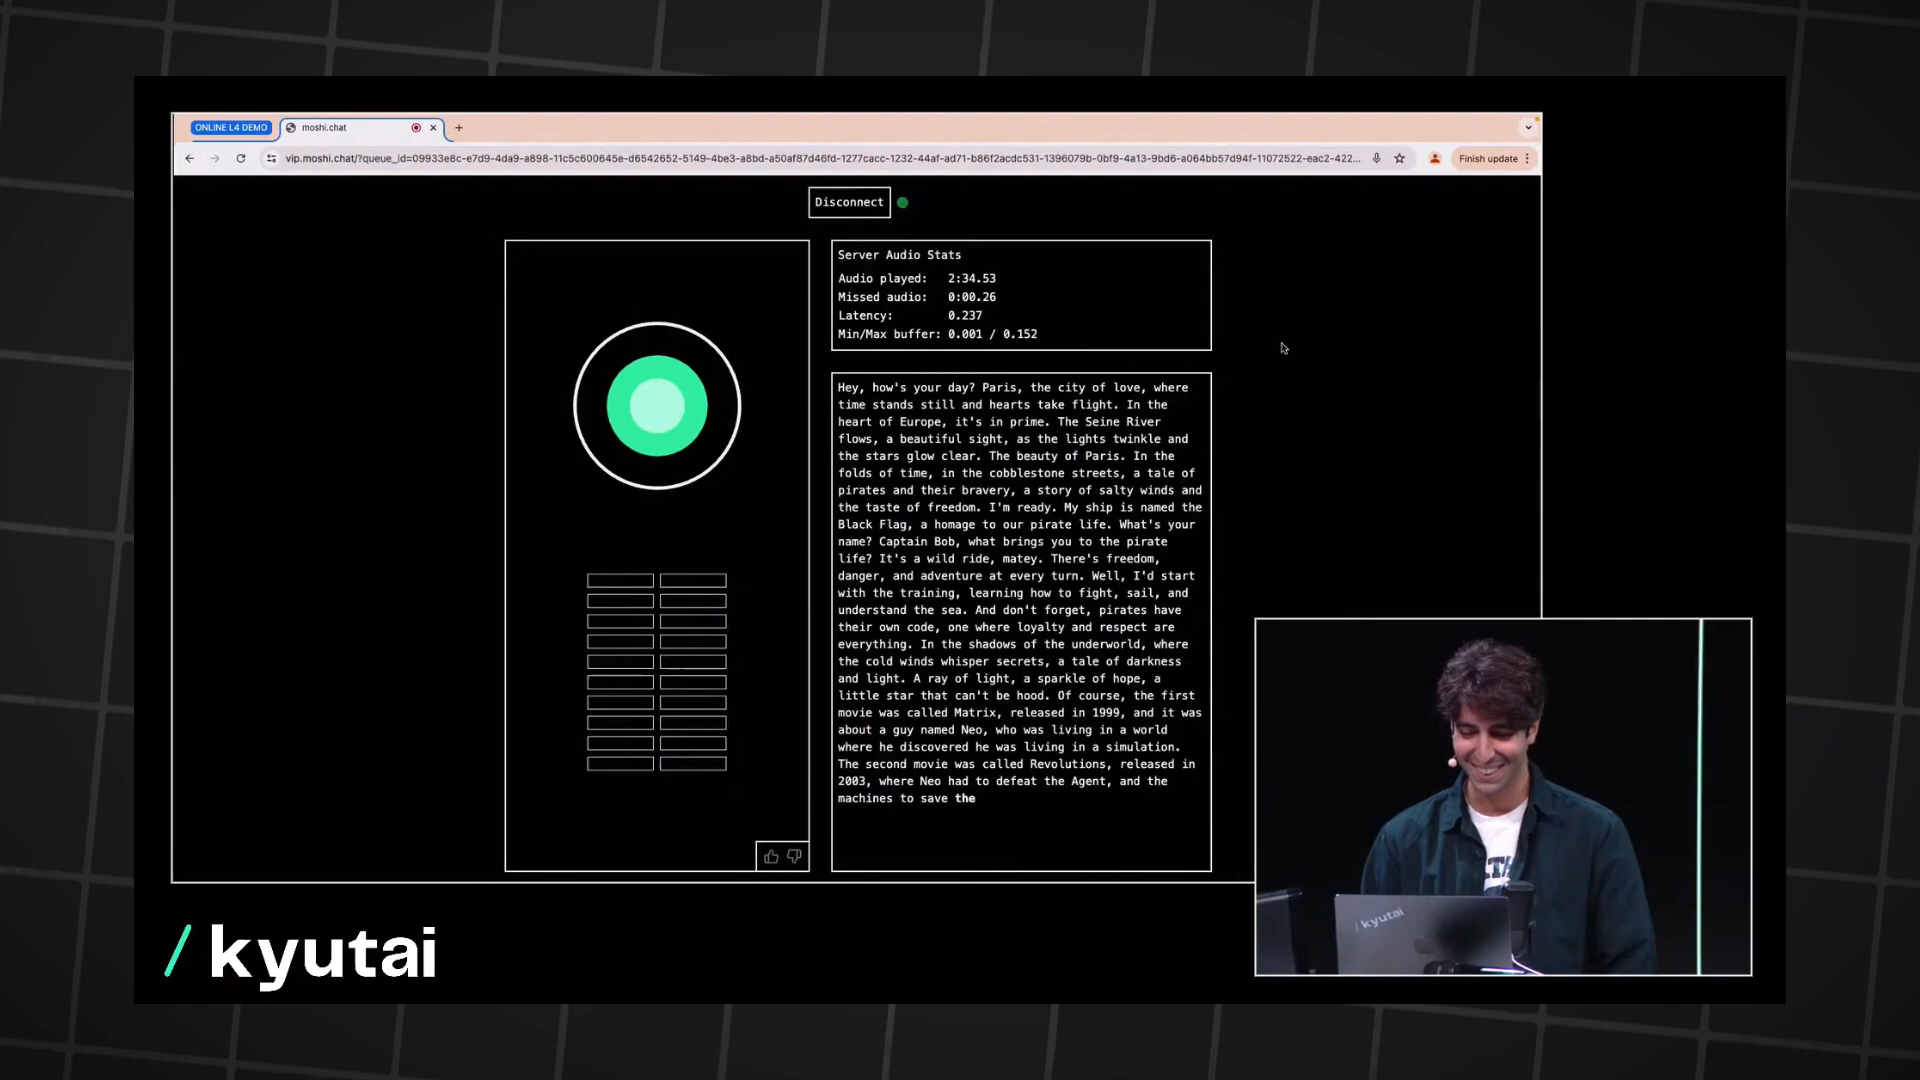 ONLINE L4 DEMO
moshi.chat
vip.moshi.chat/?queue_id=09933e8c-e7d9-4da9-a898-11c5c600645e-d6542652-5149-4be3-a8bd-a50af87d46fd-1277cacc-1232-44af-ad71-b86f2acdc531-1396079b-0bf9-4a13-9bd6-a064bb57d94f-11072522-eac2-422...
Finish update
Disconnect
Server Audio Stats
Audio played: 2:34.53
Missed audio: 0:00.26
Latency: 0.237
Min/Max buffer: 0.001 / 0.152
Hey, how's your day? Paris, the city of love, where
time stands still and hearts take flight. In the
heart of Europe, it's in prime. The Seine River
flows, a beautiful sight, as the lights twinkle and
the stars glow clear. The beauty of Paris. In the
folds of time, in the cobblestone streets, a tale of
pirates and their bravery, a story of salty winds and
the taste of freedom. I'm ready. My ship is named the
Black Flag, a homage to our pirate life. What's your
name? Captain Bob, what brings you to the pirate
life? It's a wild ride, matey. There's freedom,
danger, and adventure at every turn. Well, I'd start
with the training, learning how to fight, sail, and
understand the sea. And don't forget, pirates have
their own code, one where loyalty and respect are
everything. In the shadows of the underworld, where
the cold winds whisper secrets, a tale of darkness
and light. A ray of light, a sparkle of hope, a
little star that can't be hood. Of course, the first
movie was called Matrix, released in 1999, and it was
about a guy named Neo, who was living in a world
where he discovered he was living in a simulation.
The second movie was called Revolutions, released in
2003, where Neo had to defeat the Agent, and the
machines to save the
/kyutai
/ kyutai